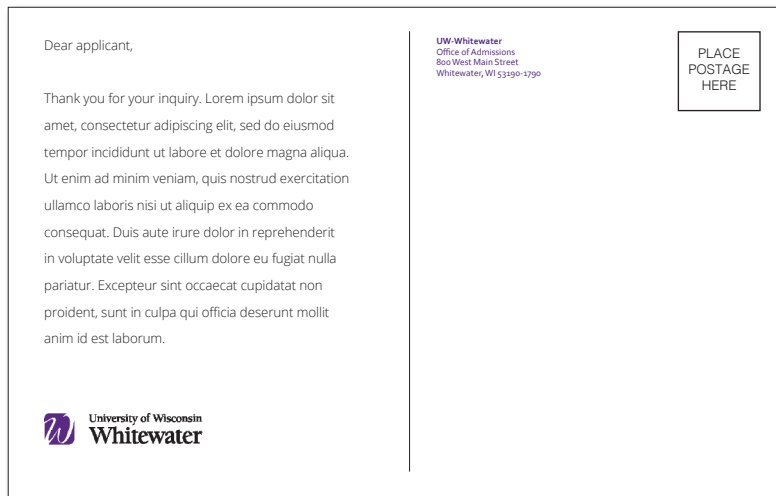 Dear applicant,
Thank you for your inquiry. Lorem ipsum dolor sit
amet, consectetur adipiscing elit, sed do eiusmod
tempor incididunt ut labore et dolore magna aliqua.
Ut enim ad minim veniam, quis nostrud exercitation
ullamco laboris nisi ut aliquip ex ea commodo
consequat. Duis aute irure dolor in reprehenderit
in voluptate velit esse cillum dolore eu fugiat nulla
pariatur. Excepteur sint occaecat cupidatat non
proident, sunt in culpa qui officia deserunt mollit
anim id est laborum.
W
University of Wisconsin
Whitewater
UW-Whitewater
Office of Admissions
800 West Main Street
Whitewater, WI 53190-1790
PLACE
POSTAGE
HERE